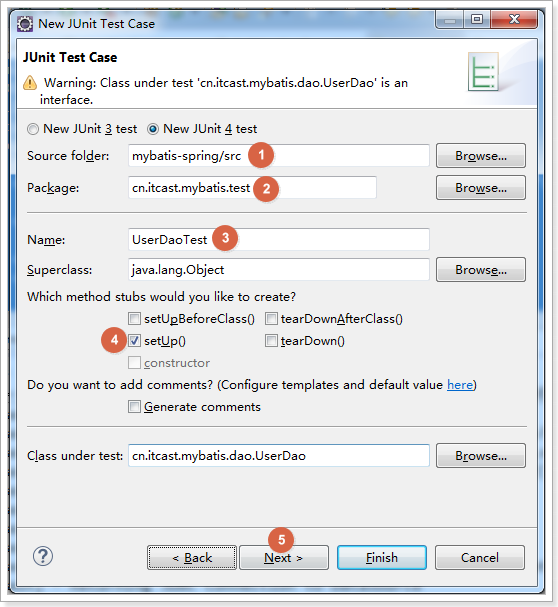 New JUnit Test Case
JUnit Test Case
Warning: Class under test 'cn.itcast.mybatis.dao.UserDao' is an
interface.
New JUnit 3 test New JUnit 4 test
Source folder: mybatis-spring/src 1 Browse...
Package: cn.itcast.mybatis.test 2 Browse...
Name: UserDaoTest 3
Superclass: java.lang.Object Browse...
Which method stubs would you like to create?
setUpBeforeClass() tearDownAfterClass()
4 setUp() tearDown()
constructor
Do you want to add comments? (Configure templates and default value here)
Generate comments
Class under test: cn.itcast.mybatis.dao.UserDao Browse...
5
? < Back Next > Finish Cancel